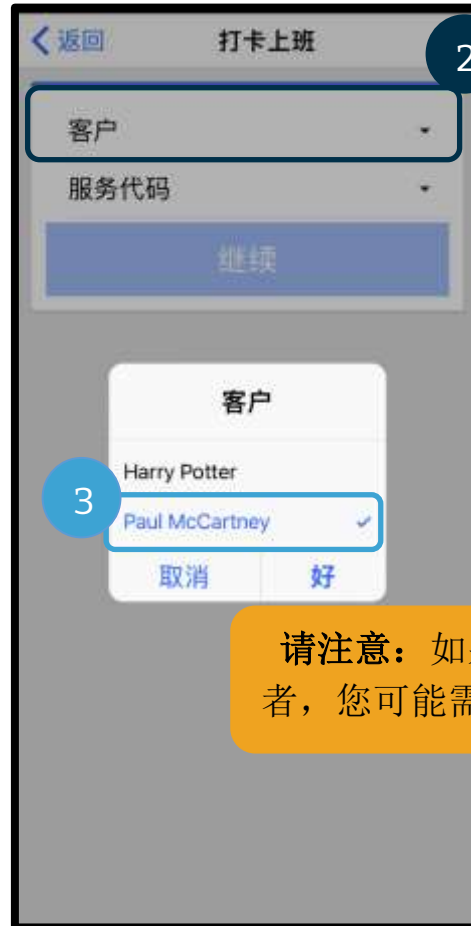 返回 打卡上班
2
客户
服务代码
继续
客户
Harry Potter
3
Paul McCartney
取消 好
请注意：如
者，您可能需